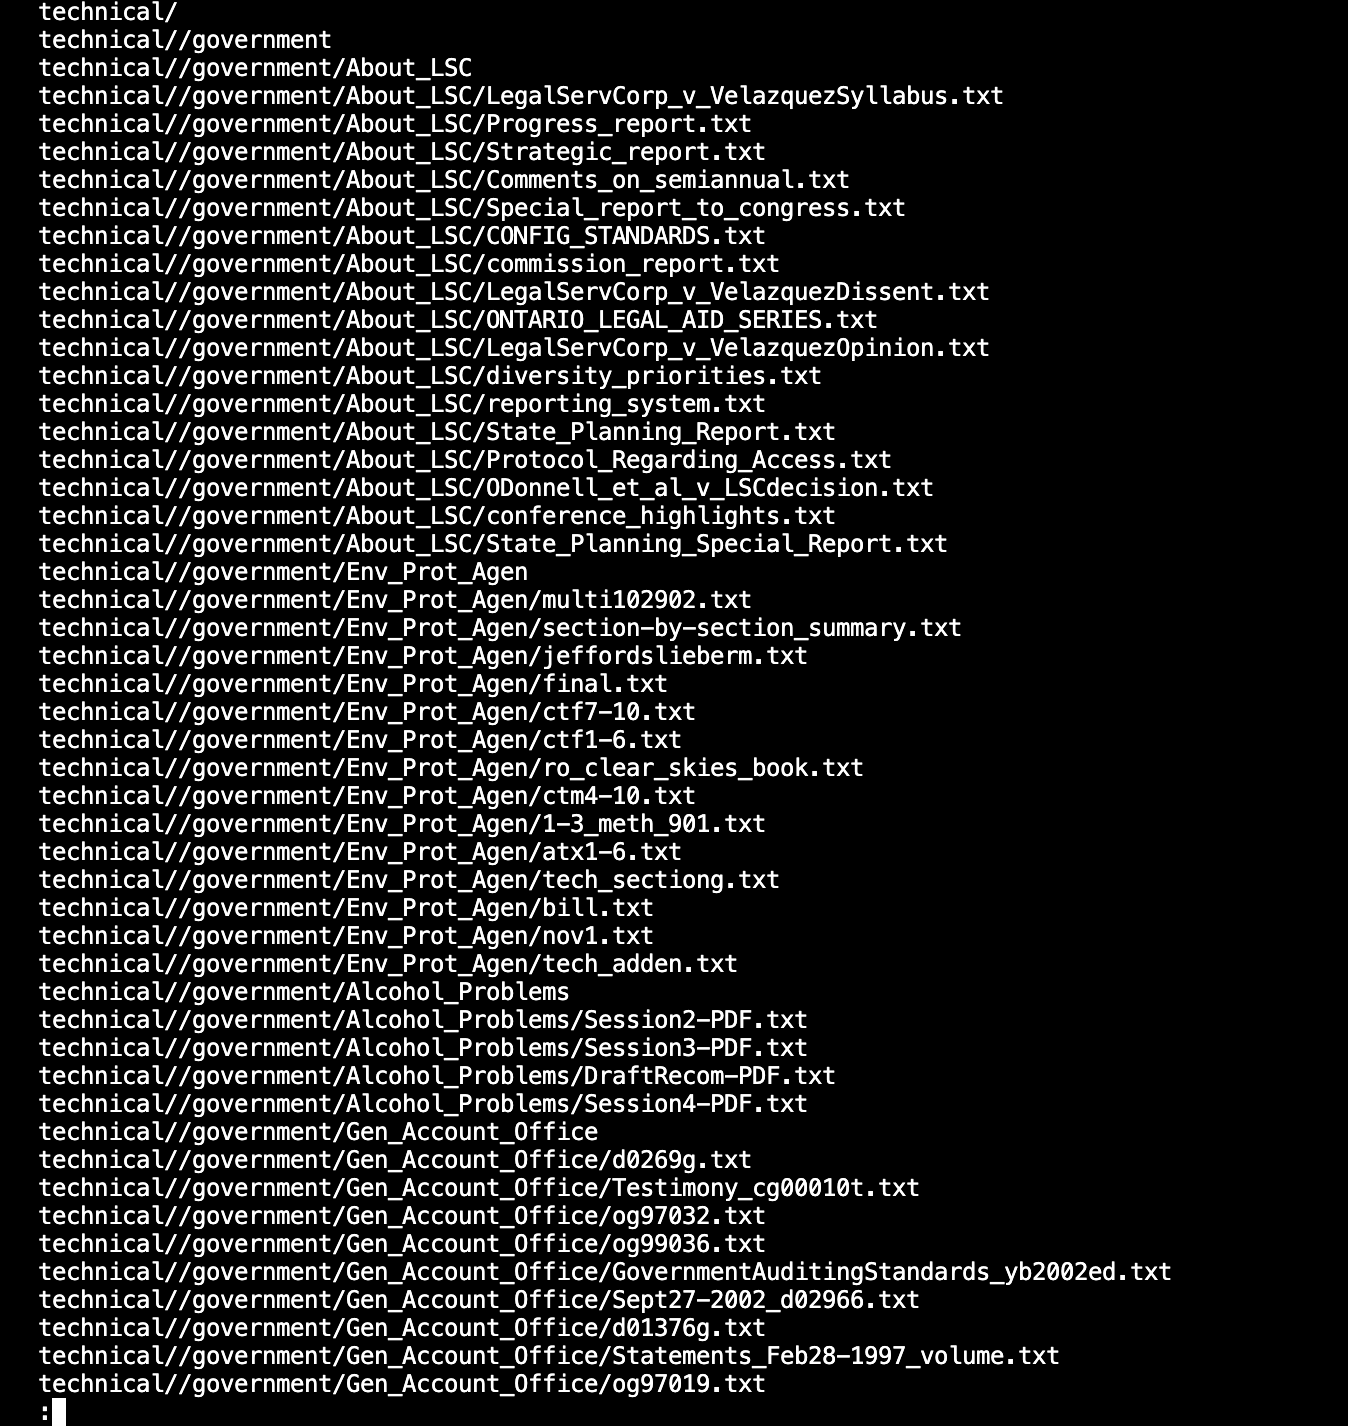 technical/
technical//government
technical//government/About_LSC
technical//government/About_LSC/LegalServCorp_v_VelazquezSyllabus.txt
technical//government/About_LSC/Progress_report.txt
technical//government/About_LSC/Strategic_report.txt
technical//government/About_LSC/Comments_on_semiannual.txt
technical//government/About_LSC/Special_report_to_congress.txt
technical//government/About_LSC/CONFIG_STANDARDS.txt
technical//government/About_LSC/commission_report.txt
technical//government/About_LSC/LegalServCorp_v_VelazquezDissent.txt
technical//government/About_LSC/ONTARIO_LEGAL_AID_SERIES.txt
technical//government/About_LSC/LegalServCorp_v_VelazquezOpinion.txt
technical//government/About_LSC/diversity_priorities.txt
technical//government/About_LSC/reporting_system.txt
technical//government/About_LSC/State_Planning_Report.txt
technical//government/About_LSC/Protocol_Regarding_Access.txt
technical//government/About_LSC/ODonnell_et_al_v_LSCdecision.txt
technical//government/About_LSC/conference_highlights.txt
technical//government/About_LSC/State_Planning_Special_Report.txt
technical//government/Env_Prot_Agen
technical//government/Env_Prot_Agen/multi102902.txt
technical//government/Env_Prot_Agen/section-by-section_summary.txt
technical//government/Env_Prot_Agen/jeffordslieberm.txt
technical//government/Env_Prot_Agen/final.txt
technical//government/Env_Prot_Agen/ctf7-10.txt
technical//government/Env_Prot_Agen/ctf1-6.txt
technical//government/Env_Prot_Agen/ro_clear_skies_book.txt
technical//government/Env_Prot_Agen/ctm4-10.txt
technical//government/Env_Prot_Agen/1-3_meth_901.txt
technical//government/Env_Prot_Agen/atx1-6.txt
technical//government/Env_Prot_Agen/tech_sectiong.txt
technical//government/Env_Prot_Agen/bill.txt
technical//government/Env_Prot_Agen/nov1.txt
technical//government/Env_Prot_Agen/tech_adden.txt
technical//government/Alcohol_Problems
technical//government/Alcohol_Problems/Session2-PDF.txt
technical//government/Alcohol_Problems/Session3-PDF.txt
technical//government/Alcohol_Problems/DraftRecom-PDF.txt
technical//government/Alcohol_Problems/Session4-PDF.txt
technical//government/Gen_Account_Office
technical//government/Gen_Account_Office/d0269g.txt
technical//government/Gen_Account_Office/Testimony_cg00010t.txt
technical//government/Gen_Account_Office/og97032.txt
technical//government/Gen_Account_Office/og99036.txt
technical//government/Gen_Account_Office/GovernmentAuditingStandards_yb2002ed.txt
technical//government/Gen_Account_Office/Sept27-2002_d02966.txt
technical//government/Gen_Account_Office/d01376g.txt
technical//government/Gen_Account_Office/Statements_Feb28-1997_volume.txt
technical//government/Gen_Account_Office/og97019.txt
: